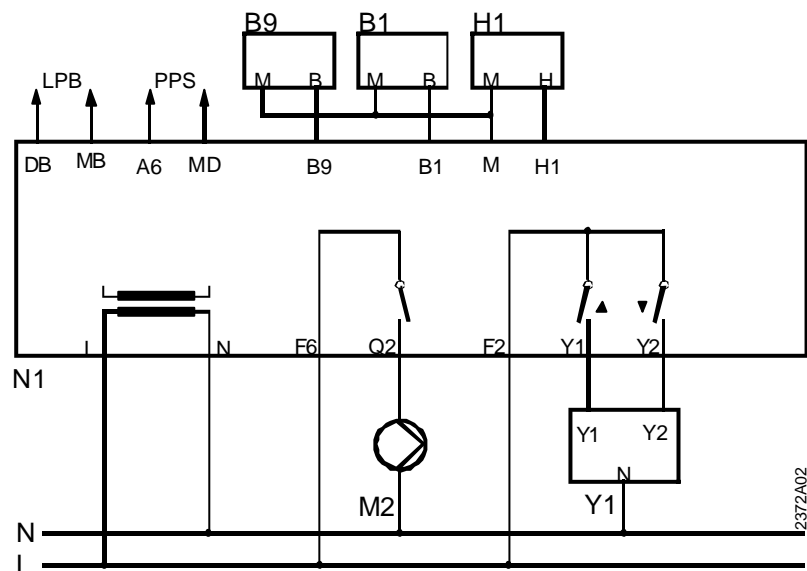 B9 B1 H1
LPB PPS M B M B M H
DB MB A6 MD B9 B1 M H1
L N F6 Q2 F2 Y1 Y2
N1
Y1 Y2
N
M2 Y1
N
L
2372A02